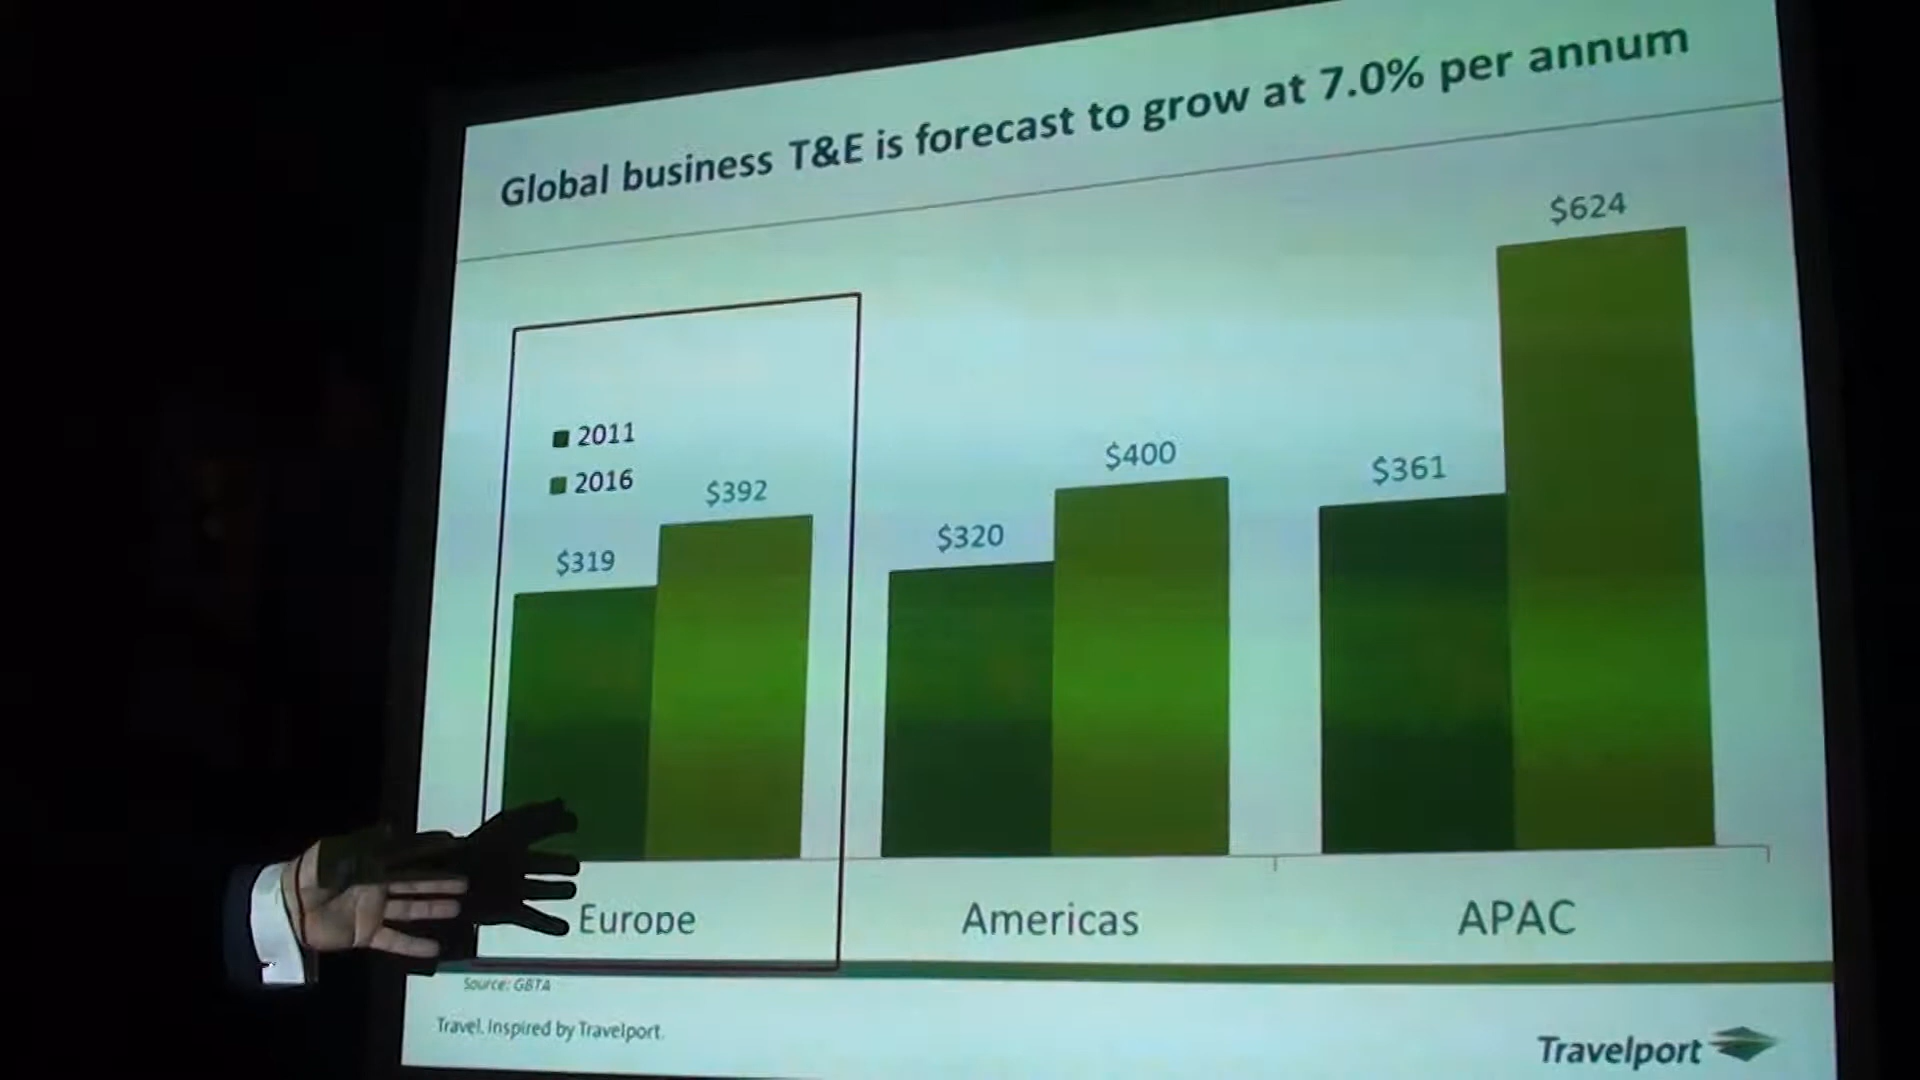 Global business T&E is forecast to grow at 7.0% per annum
$624
2011
2016
$392
$319
$400
$320
$361
Europe
Americas
APAC
Source: GBTA
Travel. Inspired by Travelport.
Travelport